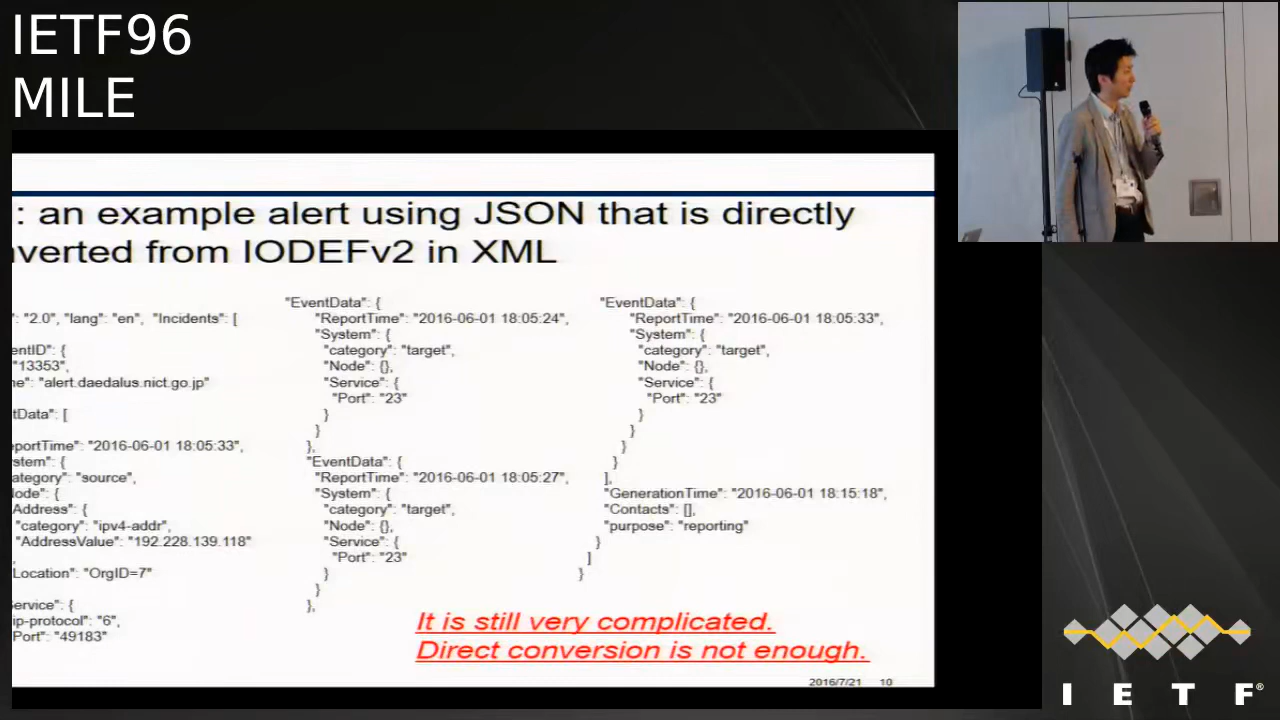 IETF96
MILE
: an example alert using JSON that is directly
nverted from IODEFv2 in XML
": "2.0", "lang": "en", "Incidents": [
entID": {
"13353",
ne": "alert.daedalus.nict.go.jp"
tData": [
portTime": "2016-06-01 18:05:33",
stem": {
ategory": "source",
lode": {
Address": {
"category": "ipv4-addr",
"AddressValue": "192.228.139.118"
Location": "OrgID=7"
ervice": {
ip-protocol": "6",
Port": "49183"
"EventData": {
"ReportTime": "2016-06-01 18:05:24",
"System": {
"category": "target",
"Node": {},
"Service": {
"Port": "23"
}
}
},
"EventData": {
"ReportTime": "2016-06-01 18:05:27",
"System": {
"category": "target",
"Node": {},
"Service": {
"Port": "23"
}
}
},
"EventData": {
"ReportTime": "2016-06-01 18:05:33",
"System": {
"category": "target",
"Node": {},
"Service": {
"Port": "23"
}
}
}
}
],
"GenerationTime": "2016-06-01 18:15:18",
"Contacts": [],
"purpose": "reporting"
}
]
}
It is still very complicated.
Direct conversion is not enough.
2016/7/21 10
I E T F®